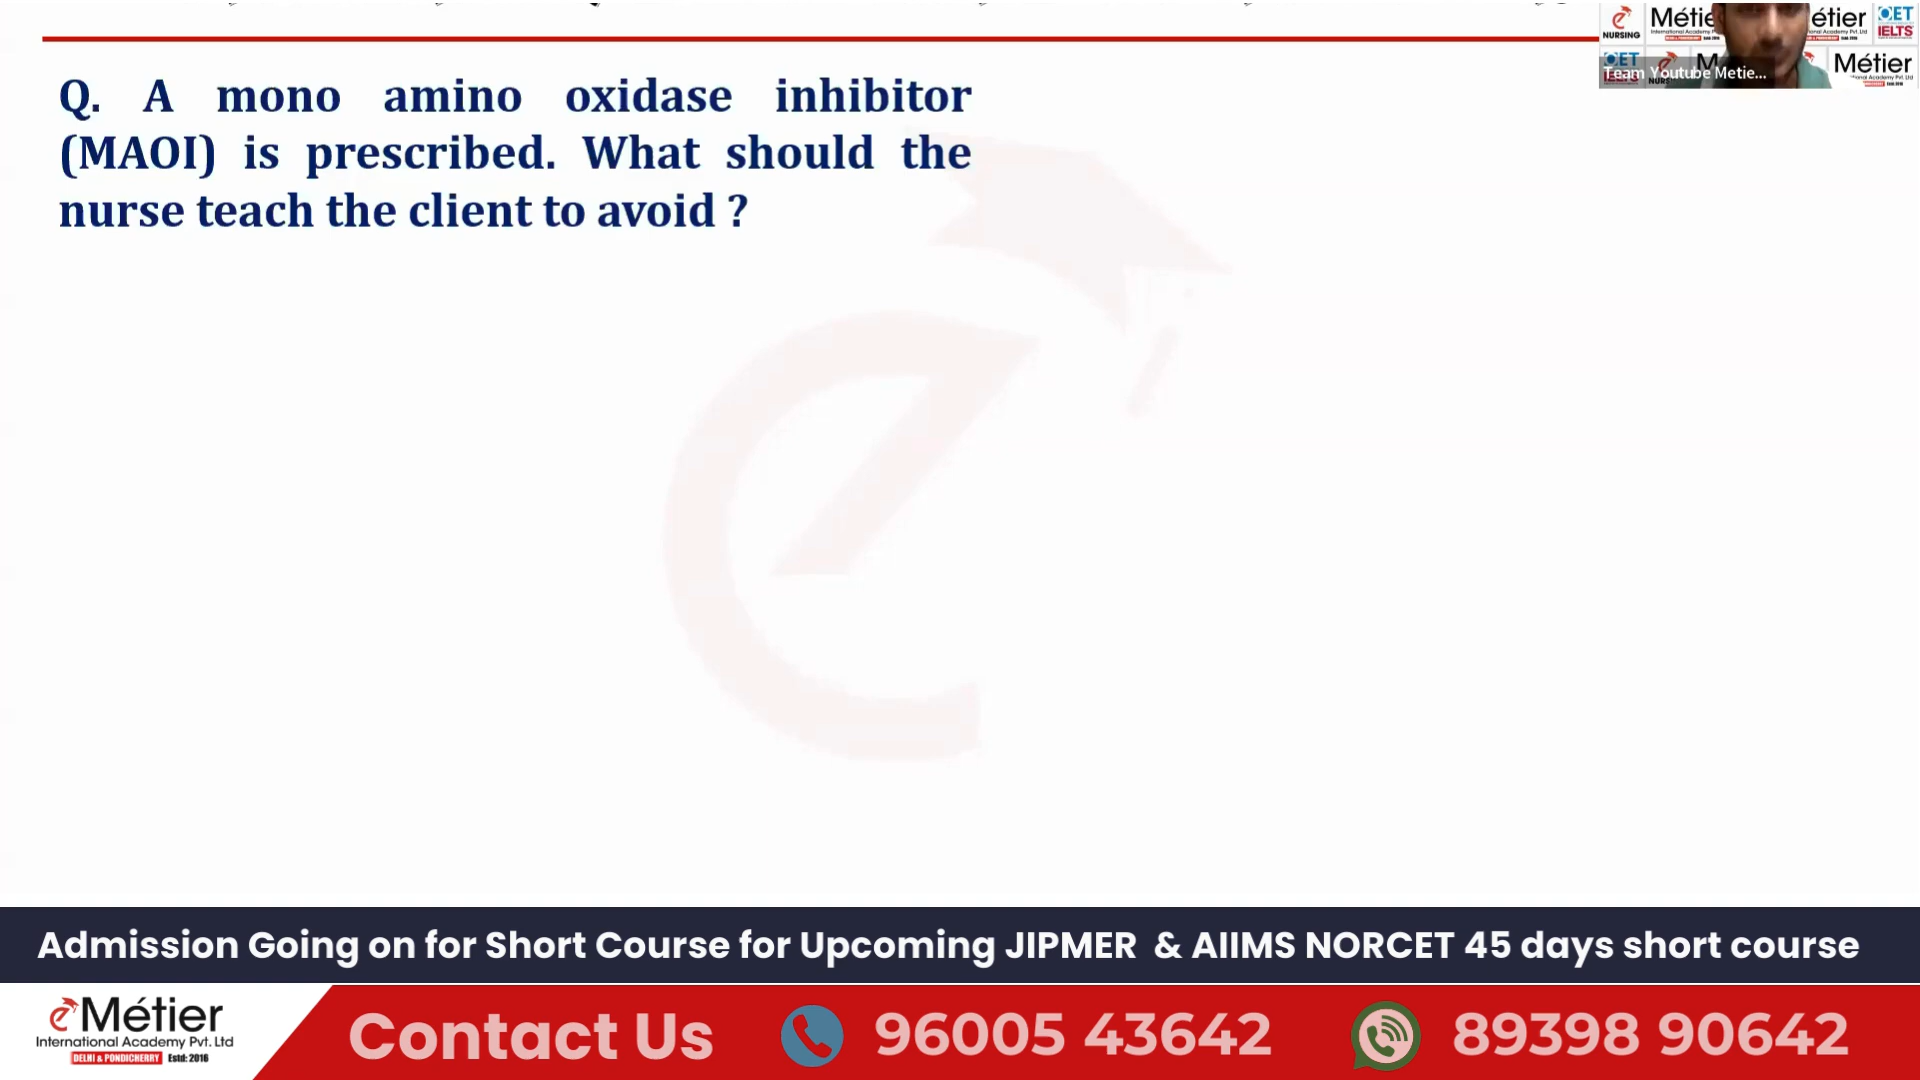 NURSING
OET
IELTS
Team Youtube Metie...
Métier
Q. A mono amino oxidase inhibitor
(MAOI) is prescribed. What should the
nurse teach the client to avoid ?
Admission Going on for Short Course for Upcoming JIPMER & AIIMS NORCET 45 days short course
Métier
International Academy Pvt. Ltd
DELHI & PONDICHERRY Estd: 2016
Contact Us
96005 43642
89398 90642